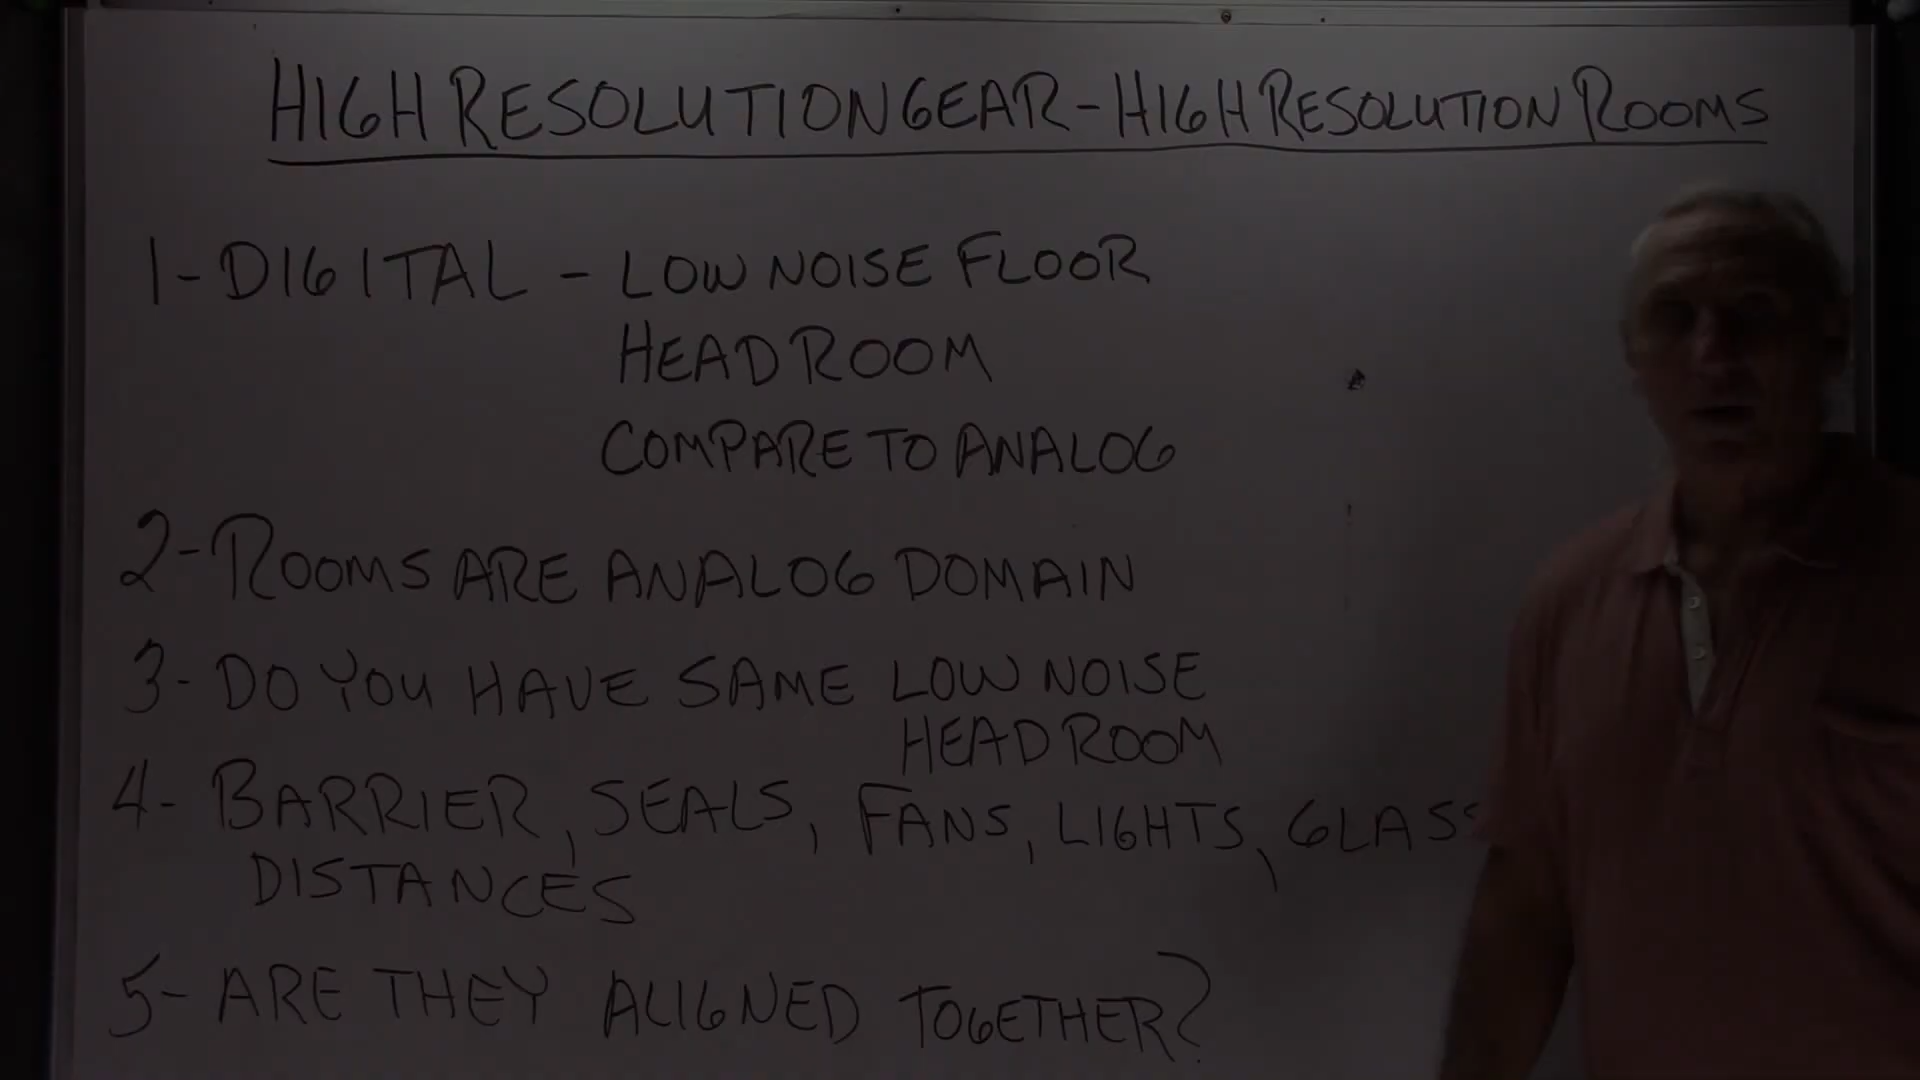 HIGH RESOLUTION GEAR - HIGH RESOLUTION ROOMS
1 - DIGITAL - LOW NOISE FLOOR
HEADROOM
COMPARE TO ANALOG
2 - ROOMS ARE ANALOG DOMAIN
3 - DO YOU HAVE SAME LOW NOISE
HEADROOM
4 - BARRIER, SEALS, FANS, LIGHTS, GLASS
DISTANCES
5 - ARE THEY ALIGNED TOGETHER?